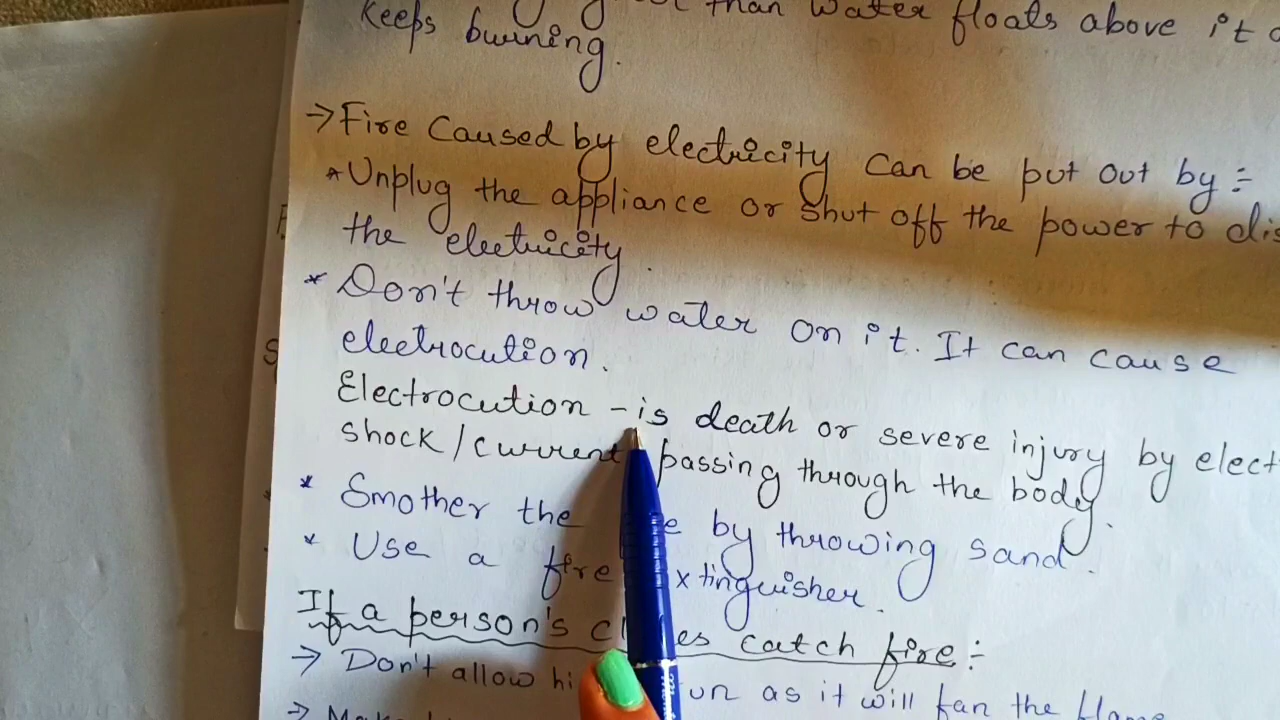 than water floats above it
keeps burning.
→ Fire Caused by electricity can be put out by :-
* Unplug the appliance or shut off the power to
the electricity.
* Don't throw water on it. It can cause
electrocution.
Electrocution - is death or severe injury by
shock/current passing through the body.
* Smother the by throwing sand.
* Use a fire extinguisher.
If a person's catch fire :-
→ Don't allow as it will fan the